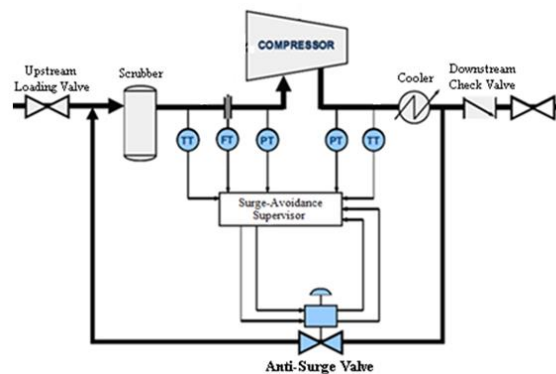 COMPRESSOR
Upstream
Loading Valve
Scrubber
Cooler
Downstream
Check Valve
TT
FT
PT
PT
TT
Surge-Avoidance
Supervisor
Anti-Surge Valve